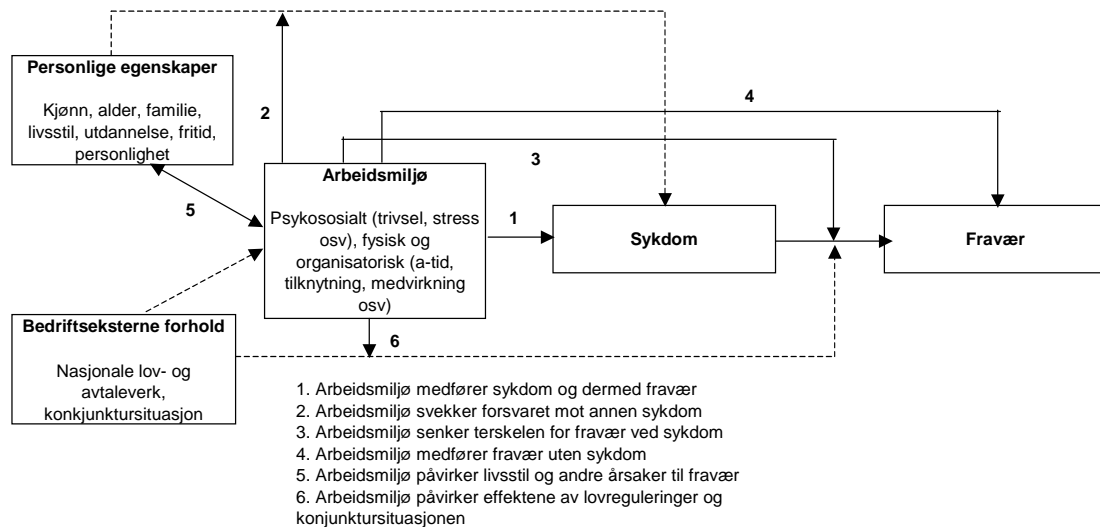 Personlige egenskaper
Kjønn, alder, familie,
livsstil, utdannelse, fritid,
personlighet
2
4
3
5
Arbeidsmiljø
Psykososialt (trivsel, stress
osv), fysisk og
organisatorisk (a-tid,
tilknytning, medvirkning
osv)
1
Sykdom
Fravær
Bedriftseksterne forhold
Nasjonale lov- og
avtaleverk,
konkjunktursituasjon
6
1. Arbeidsmiljø medfører sykdom og dermed fravær
2. Arbeidsmiljø svekker forsvaret mot annen sykdom
3. Arbeidsmiljø senker terskelen for fravær ved sykdom
4. Arbeidsmiljø medfører fravær uten sykdom
5. Arbeidsmiljø påvirker livsstil og andre årsaker til fravær
6. Arbeidsmiljø påvirker effektene av lovreguleringer og
konjunktursituasjonen